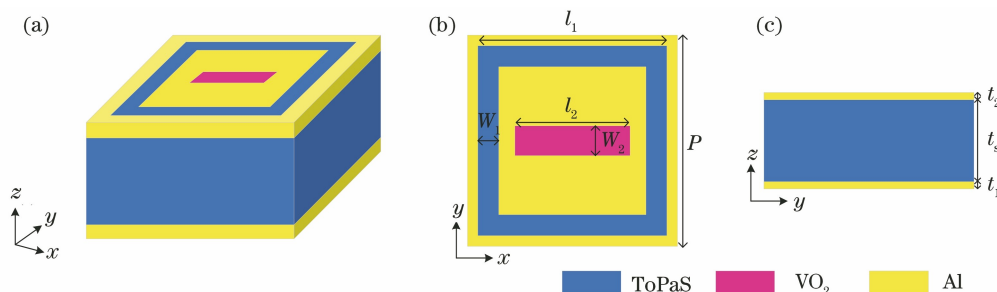 (a)
z
y
x
(b)
l₁
W₁
l₂
W₂
P
y
x
(c)
t₂
tₛ
t₁
z
y
ToPaS
VO₂
Al